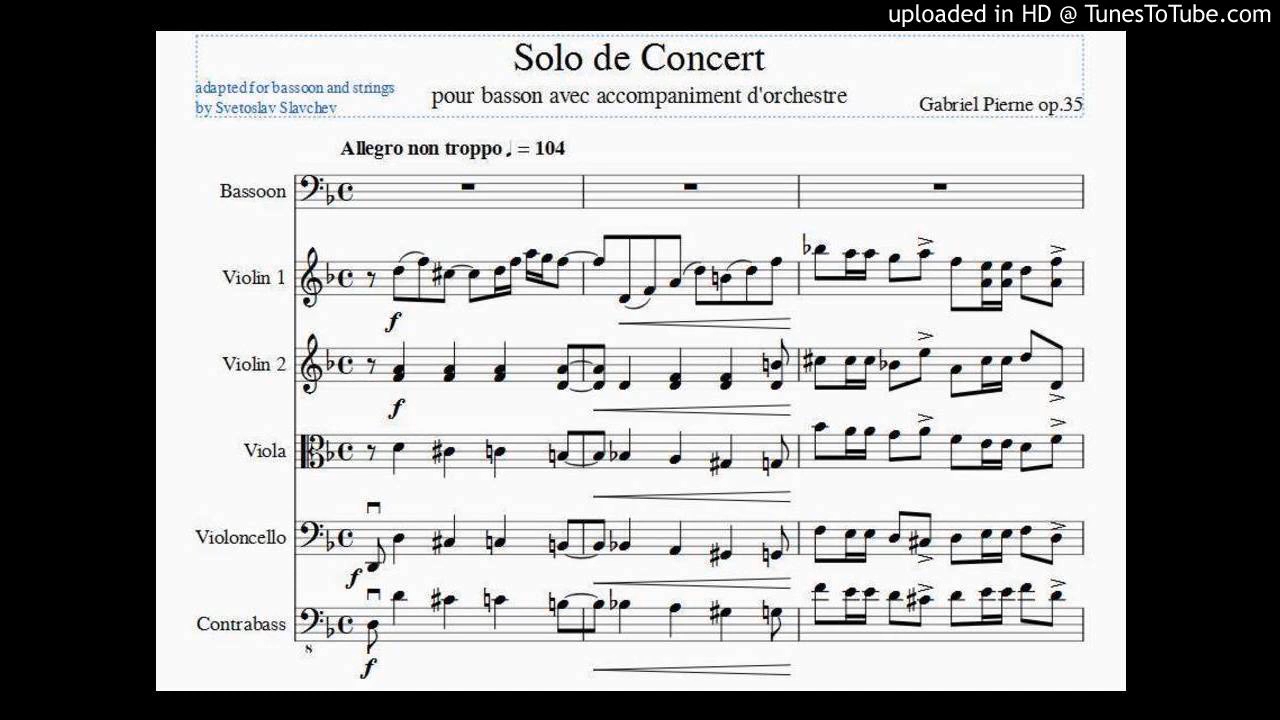 uploaded in HD @ TunesToTube.com
Solo de Concert
adapted for bassoon and strings
by Svetoslav Slavchev
pour basson avec accompaniment d'orchestre
Gabriel Pierne op.35
Allegro non troppo ♩ = 104
Bassoon
Violin 1
f
Violin 2
f
Viola
Violoncello
f
Contrabass
8
f